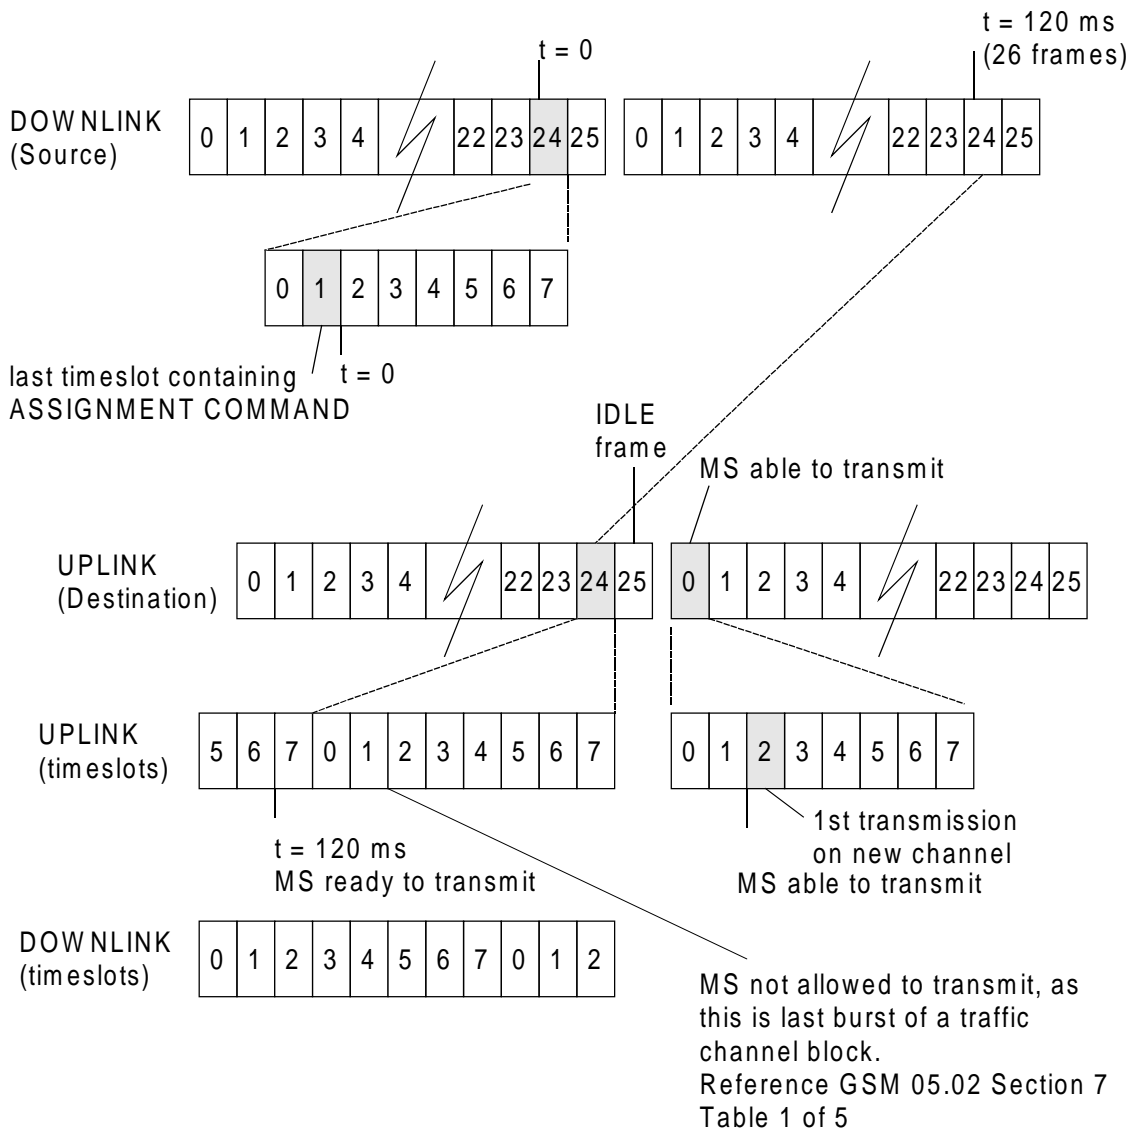 t = 120 ms
(26 frames)
t = 0
DOWNLINK
(Source)
0 1 2 3 4 22 23 24 25
0 1 2 3 4 22 23 24 25
0 1 2 3 4 5 6 7
last timeslot containing
ASSIGNMENT COMMAND
t = 0
IDLE
frame
MS able to transmit
UPLINK
(Destination)
0 1 2 3 4 22 23 24 25
0 1 2 3 4 22 23 24 25
UPLINK
(timeslots)
5 6 7 0 1 2 3 4 5 6 7
0 1 2 3 4 5 6 7
t = 120 ms
MS ready to transmit
1st transmission
on new channel
MS able to transmit
DOWNLINK
(timeslots)
0 1 2 3 4 5 6 7 0 1 2
MS not allowed to transmit, as
this is last burst of a traffic
channel block.
Reference GSM 05.02 Section 7
Table 1 of 5